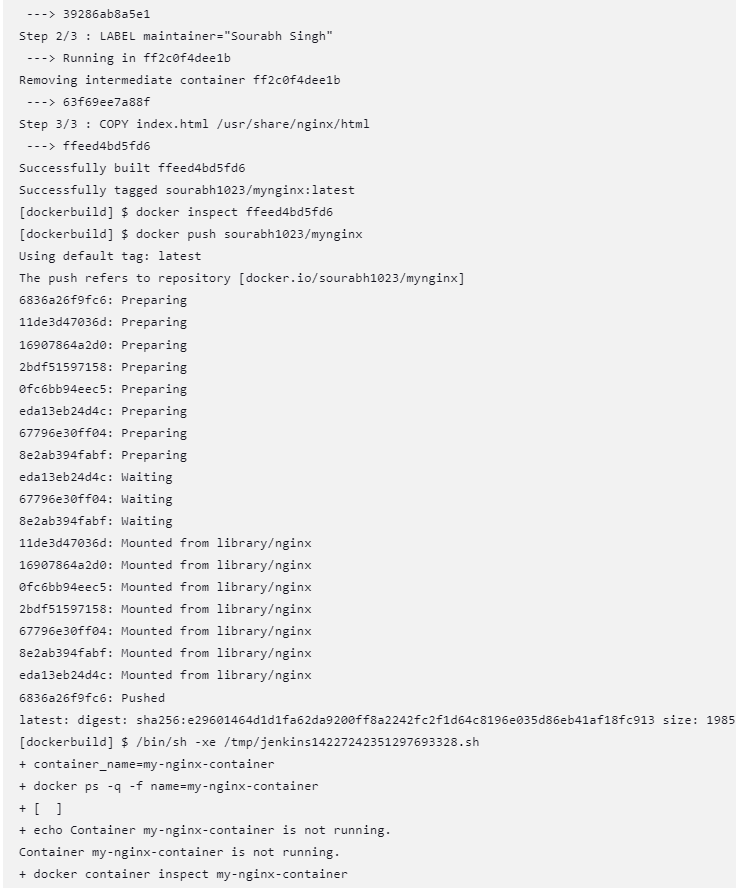 ---> 39286ab8a5e1
Step 2/3 : LABEL maintainer="Sourabh Singh"
---> Running in ff2c0f4dee1b
Removing intermediate container ff2c0f4dee1b
---> 63f69ee7a88f
Step 3/3 : COPY index.html /usr/share/nginx/html
---> ffeed4bd5fd6
Successfully built ffeed4bd5fd6
Successfully tagged sourabh1023/mynginx:latest
[dockerbuild] $ docker inspect ffeed4bd5fd6
[dockerbuild] $ docker push sourabh1023/mynginx
Using default tag: latest
The push refers to repository [docker.io/sourabh1023/mynginx]
6836a26f9fc6: Preparing
11de3d47036d: Preparing
16907864a2d0: Preparing
2bdf51597158: Preparing
0fc6bb94eec5: Preparing
eda13eb24d4c: Preparing
67796e30ff04: Preparing
8e2ab394fabf: Preparing
eda13eb24d4c: Waiting
67796e30ff04: Waiting
8e2ab394fabf: Waiting
11de3d47036d: Mounted from library/nginx
16907864a2d0: Mounted from library/nginx
0fc6bb94eec5: Mounted from library/nginx
2bdf51597158: Mounted from library/nginx
67796e30ff04: Mounted from library/nginx
8e2ab394fabf: Mounted from library/nginx
eda13eb24d4c: Mounted from library/nginx
6836a26f9fc6: Pushed
latest: digest: sha256:e29601464d1d1fa62da9200ff8a2242fc2f1d64c8196e035d86eb41af18fc913 size: 1985
[dockerbuild] $ /bin/sh -xe /tmp/jenkins14227242351297693328.sh
+ container_name=my-nginx-container
+ docker ps -q -f name=my-nginx-container
+ [  ]
+ echo Container my-nginx-container is not running.
Container my-nginx-container is not running.
+ docker container inspect my-nginx-container